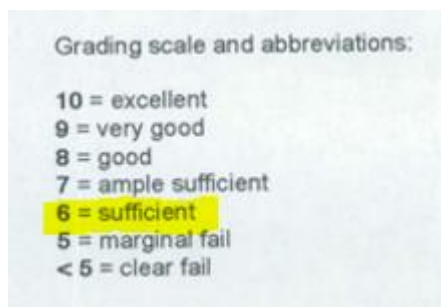 Grading scale and abbreviations:
10 = excellent
9 = very good
8 = good
7 = ample sufficient
6 = sufficient
5 = marginal fail
< 5 = clear fail